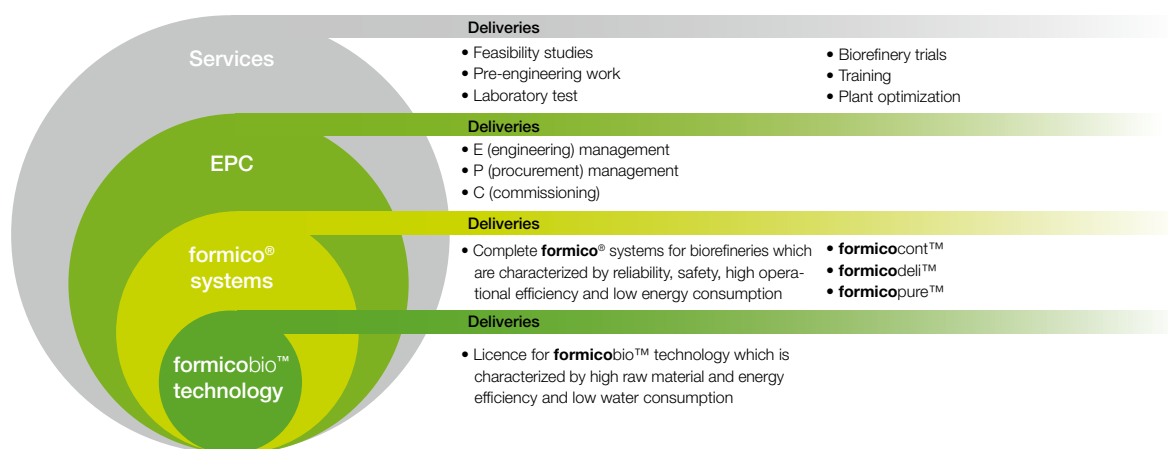 Services
Deliveries
• Feasibility studies
• Pre-engineering work
• Laboratory test
• Biorefinery trials
• Training
• Plant optimization
EPC
Deliveries
• E (engineering) management
• P (procurement) management
• C (commissioning)
formico®
systems
Deliveries
• Complete formico® systems for biorefineries which
are characterized by reliability, safety, high opera-
tional efficiency and low energy consumption
• formicocont™
• formicodeli™
• formicopure™
formicobio™
technology
Deliveries
• Licence for formicobio™ technology which is
characterized by high raw material and energy
efficiency and low water consumption